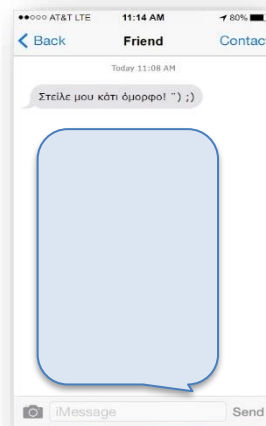 AT&T LTE 11:14 AM 80%
Back Friend Contact
Today 11:08 AM
Στείλε μου κάτι όμορφο! ¨) ;)
iMessage Send